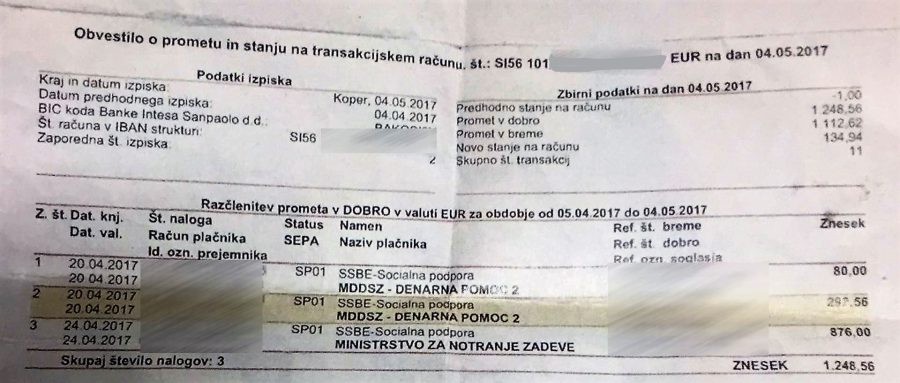 Obvestilo o prometu in stanju na transakcijskem računu. št.: SI56 101 EUR na dan 04.05.2017
Podatki izpiska
Zbirni podatki na dan 04.05.2017
Kraj in datum izpiska: Koper, 04.05.2017
Datum predhodnega izpiska: 04.04.2017
BIC koda Banke Intesa Sanpaolo d.d.:
Št. računa v IBAN strukturi: SI56
Zaporedna št. izpiska: 2
Predhodno stanje na računu -1,00
Promet v dobro 1 248,56
Promet v breme 1 112,62
Novo stanje na računu 134,94
Skupno št. transakcij 11
Razčlenitev prometa v DOBRO v valuti EUR za obdobje od 05.04.2017 do 04.05.2017
Z. št. Dat. knj. Št. naloga Status Namen Ref. št. breme Znesek
Dat. val. Račun plačnika SEPA Naziv plačnika Ref. št. dobro
Id. ozn. prejemnika Ref. ozn. soglasia
1 20.04.2017 SP01 SSBE-Socialna podpora 80,00
20.04.2017 MDDSZ - DENARNA POMOC 2
2 20.04.2017 SP01 SSBE-Socialna podpora 292,56
20.04.2017 MDDSZ - DENARNA POMOC 2
3 24.04.2017 SP01 SSBE-Socialna podpora 876,00
24.04.2017 MINISTRSTVO ZA NOTRANJE ZADEVE
Skupaj število nalogov: 3 ZNESEK 1.248,56